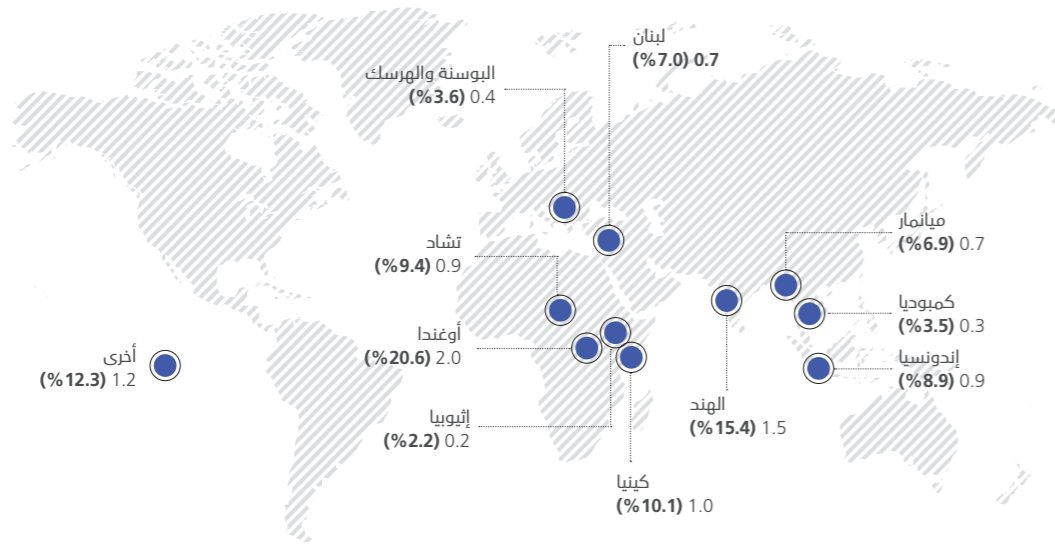 لبنان
0.7 (%7.0)
البوسنة والهرسك
0.4 (%3.6)
ميانمار
0.7 (%6.9)
تشاد
0.9 (%9.4)
كمبوديا
0.3 (%3.5)
أوغندا
2.0 (%20.6)
أخرى
1.2 (%12.3)
إندونسيا
0.9 (%8.9)
الهند
1.5 (%15.4)
إثيوبيا
0.2 (%2.2)
كينيا
1.0 (%10.1)